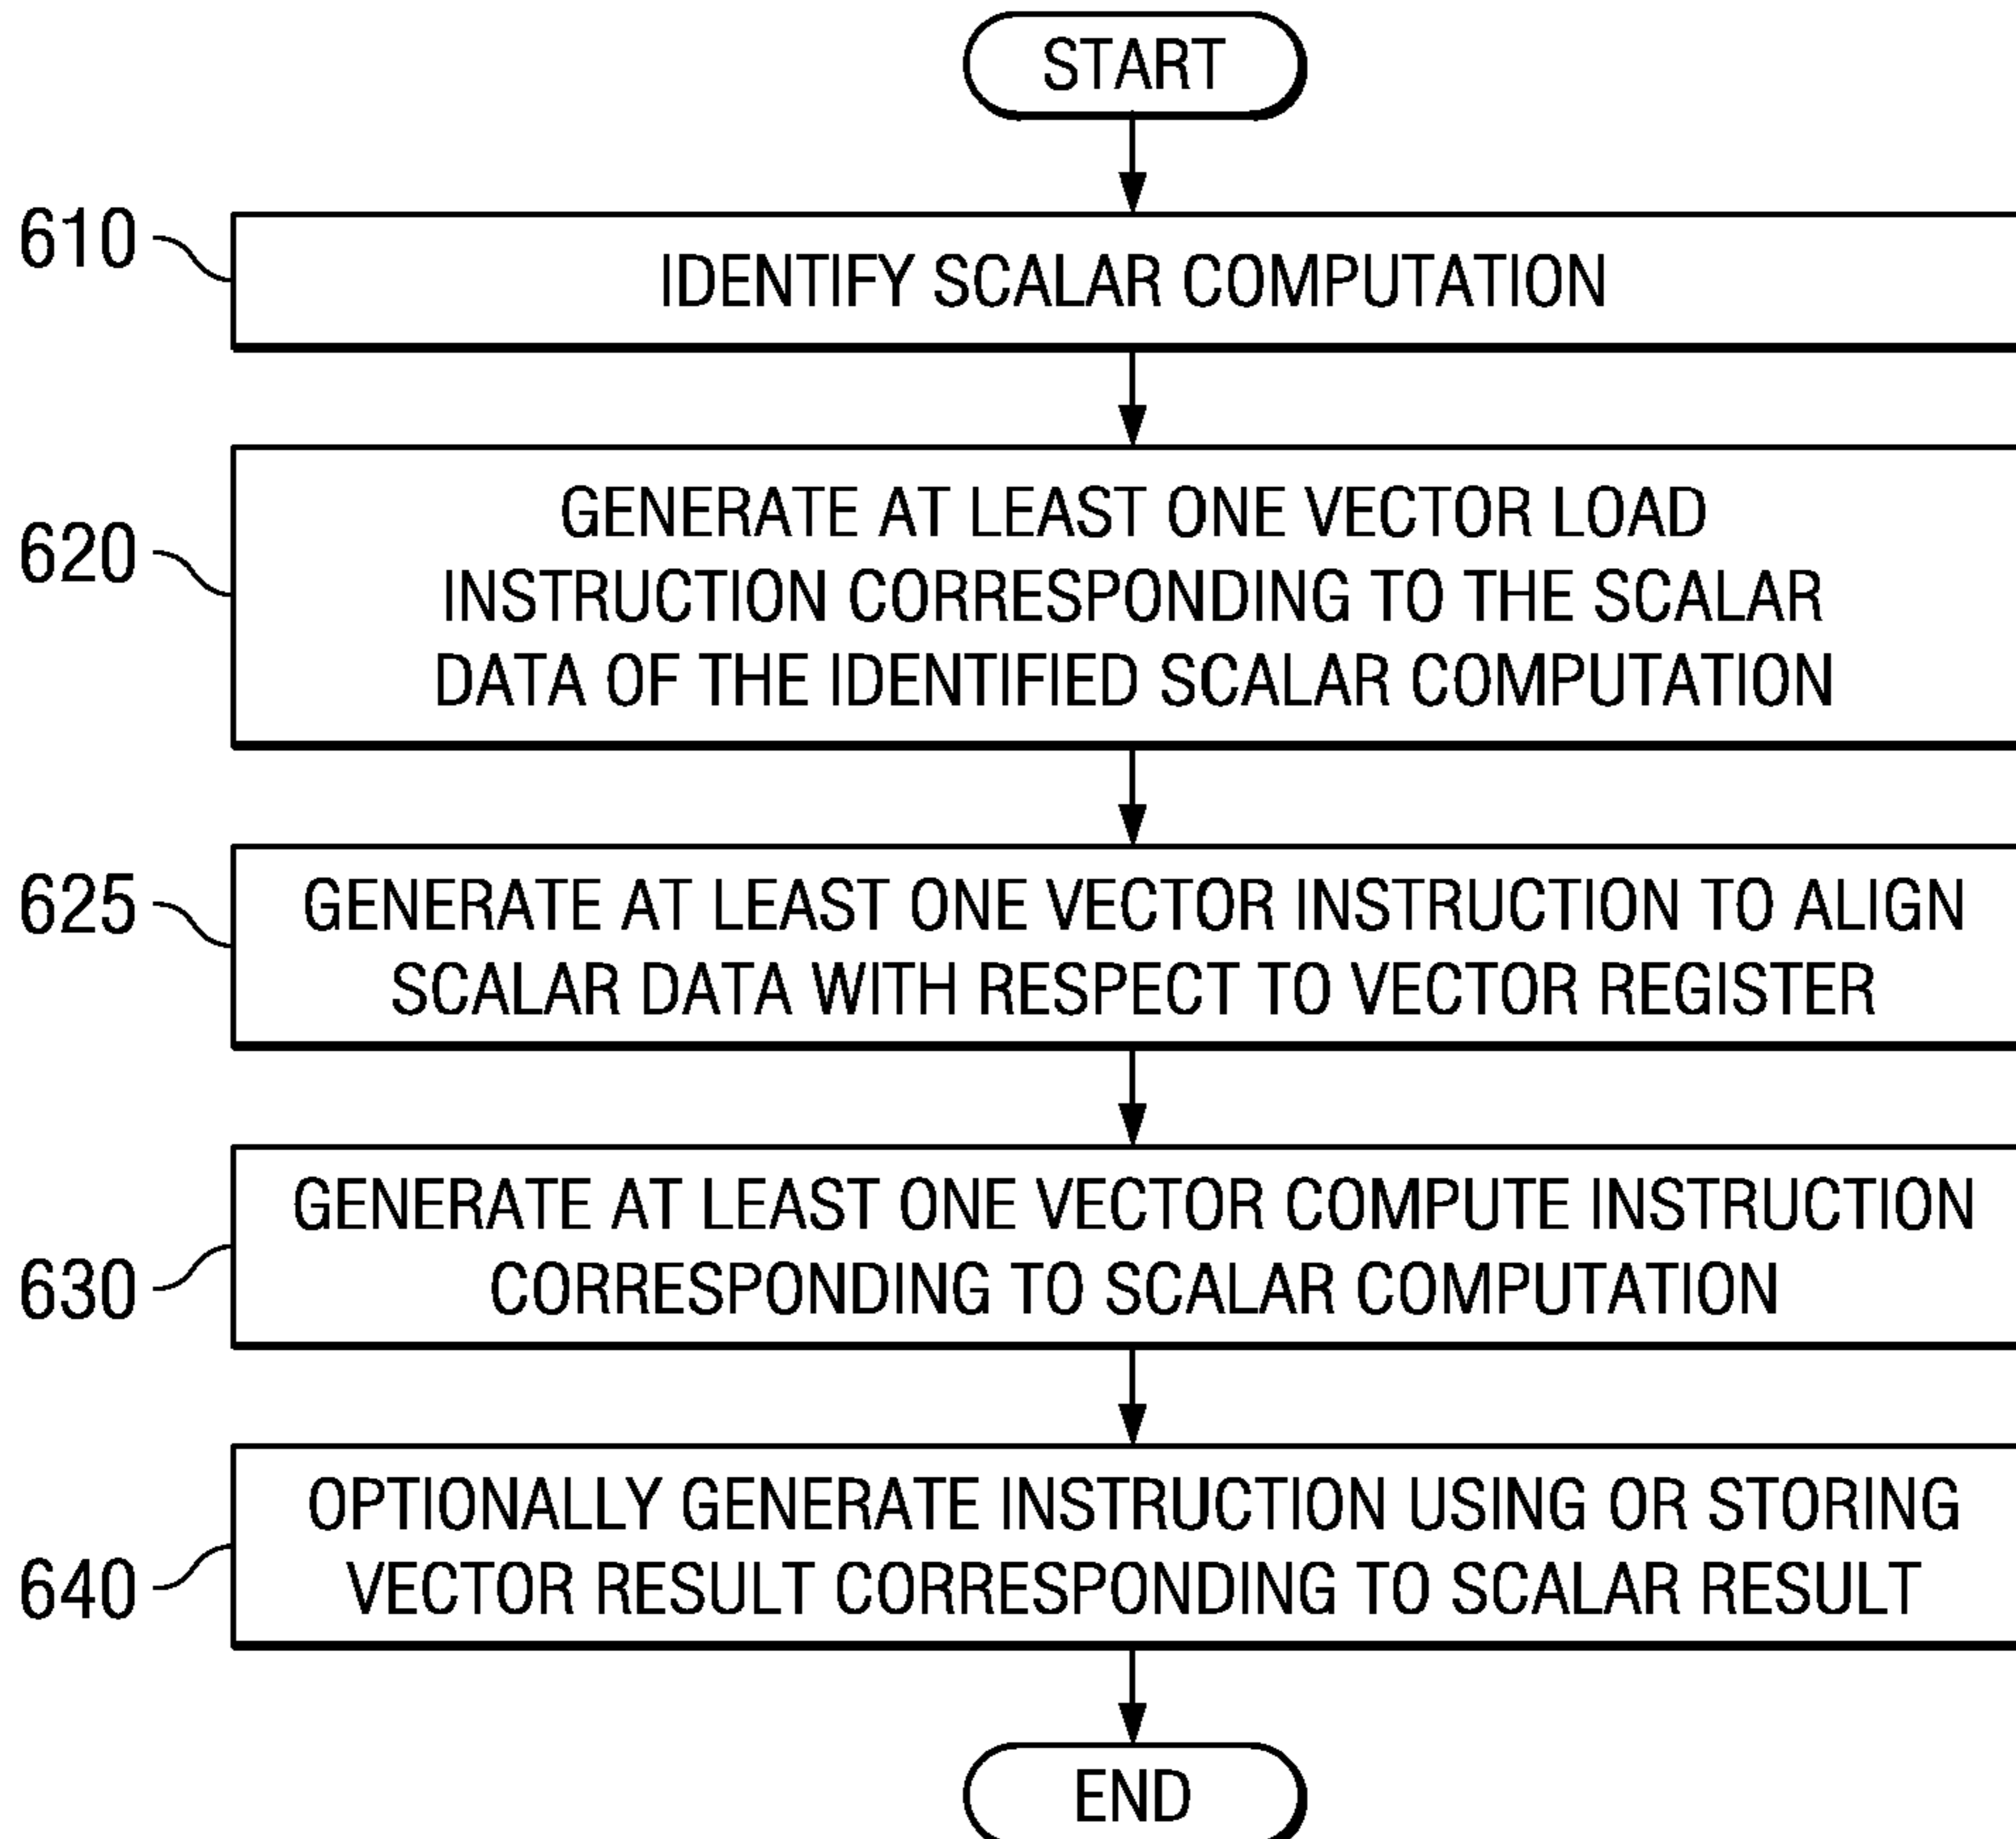 START
610
IDENTIFY SCALAR COMPUTATION
620
GENERATE AT LEAST ONE VECTOR LOAD
INSTRUCTION CORRESPONDING TO THE SCALAR
DATA OF THE IDENTIFIED SCALAR COMPUTATION
625
GENERATE AT LEAST ONE VECTOR INSTRUCTION TO ALIGN
SCALAR DATA WITH RESPECT TO VECTOR REGISTER
630
GENERATE AT LEAST ONE VECTOR COMPUTE INSTRUCTION
CORRESPONDING TO SCALAR COMPUTATION
640
OPTIONALLY GENERATE INSTRUCTION USING OR STORING
VECTOR RESULT CORRESPONDING TO SCALAR RESULT
END